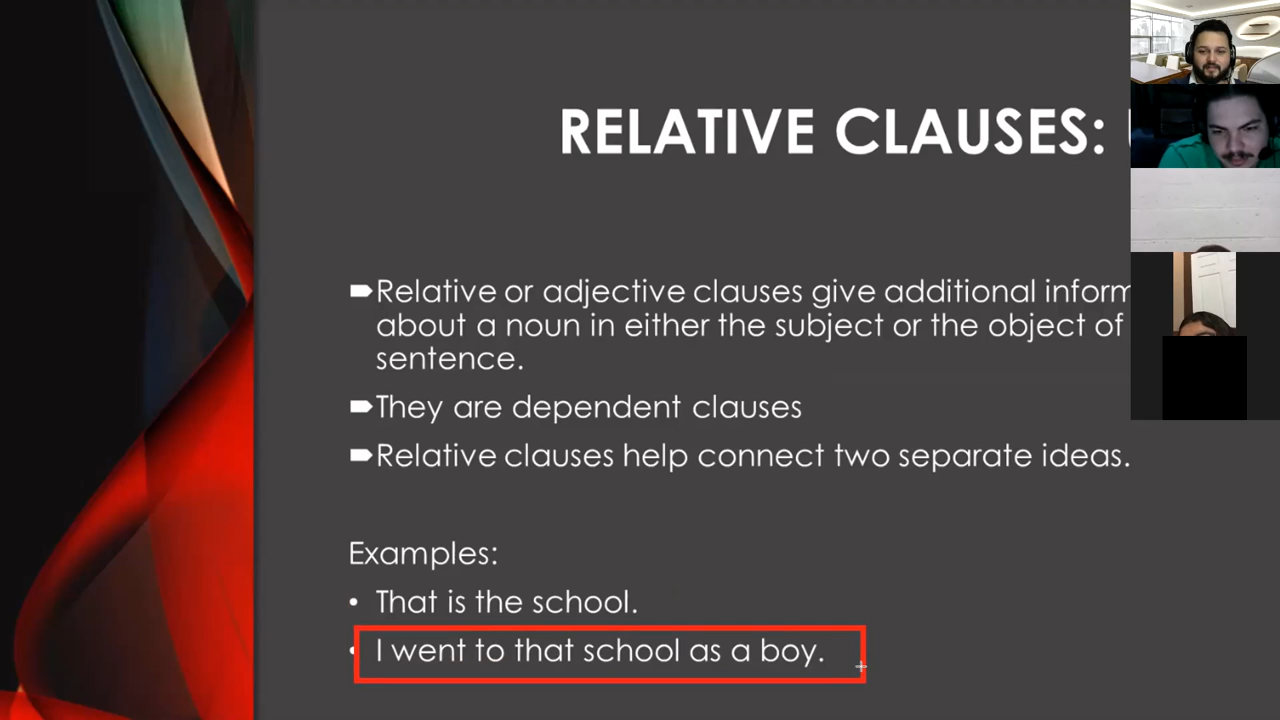 RELATIVE CLAUSES:
Relative or adjective clauses give additional
about a noun in either the subject or the object of
sentence.
They are dependent clauses
Relative clauses help connect two separate ideas.
Examples:
• That is the school.
• I went to that school as a boy.